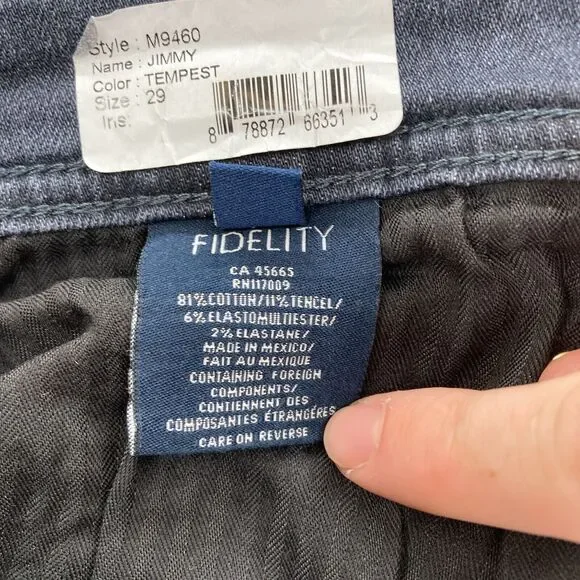 Style : M9460
Name : JIMMY
Color : TEMPEST
Size : 29
Ins:
8 78872 66351 3
FIDELITY
CA 45665
RN117009
81%COTTON/11%TENCEL/
6%ELASTOMULTIESTER/
2%ELASTANE/
MADE IN MEXICO/
FAIT AU MEXIQUE
CONTAINING FOREIGN
COMPONENTS/
CONTIENNENT DES
COMPOSANTES ÉTRANGÈRES
CARE ON REVERSE